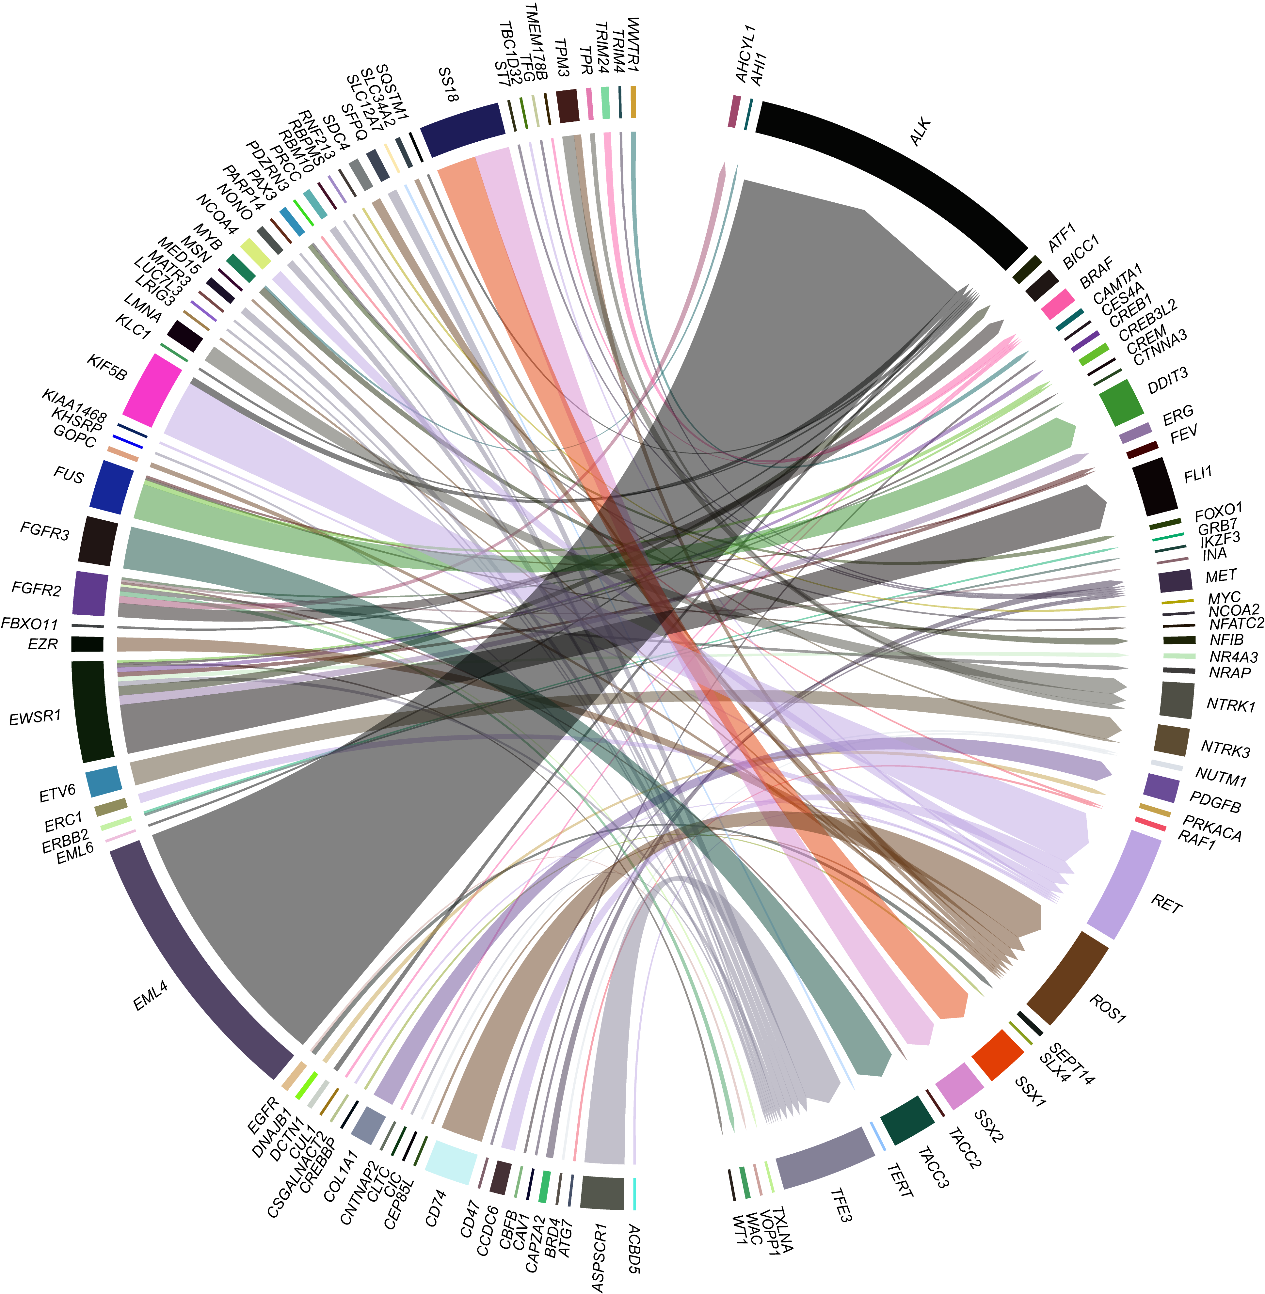 AHCYL1
AHI1
ALK
ATF1
BICC1
BRAF
CAMTA1
CES4A
CREB1
CREB3L2
CREM
CTNNA3
DDIT3
ERG
FEV
FLI1
FOXO1
GRB7
IKZF3
INA
MET
MYC
NCOA2
NFATC2
NFIB
NR4A3
NRAP
NTRK1
NTRK3
NUTM1
PDGFB
PRKACA
RAF1
RET
ROS1
SEPT14
SLX4
SSX1
SSX2
TACC2
TACC3
TERT
TFE3
TXLNA
VOPP1
WAC
WT1
ACBD5
ASPSCR1
ATG7
BRD4
CAPZA2
CAV1
CBFB
CCDC6
CD47
CD74
CEP85L
CIC
CLTC
CNTNAP2
COL1A1
CREBBP
CSGALNACT2
CUL1
DCTN1
DNAJB1
EGFR
EML4
EML6
ERBB2
ERC1
ETV6
EWSR1
EZR
FBXO11
FGFR2
FGFR3
FUS
GOPC
KHSRP
KIAA1468
KIF5B
KLC1
LMNA
LRIG3
LUC7L3
MATR3
MED15
MSN
MYB
NCOA4
NONO
PARP14
PAX3
PDZRN3
PRCC
RBM10
RBPMS
RNF213
SDC4
SFPQ
SLC12A7
SLC34A2
SQSTM1
SS18
ST7
TBC1D32
TFG
TMEM178B
TPM3
TPR
TRIM24
TRIM4
WWTR1